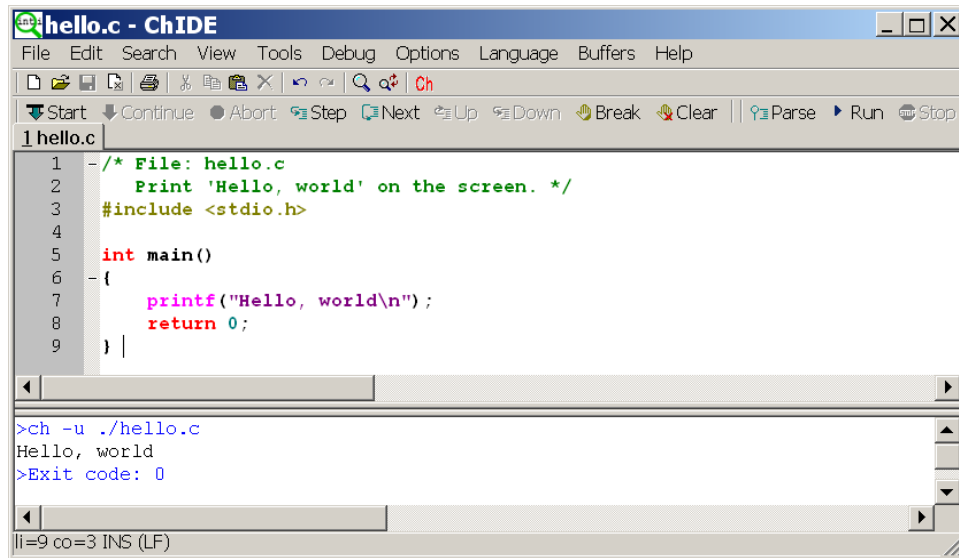 hello.c - ChIDE
File Edit Search View Tools Debug Options Language Buffers Help
Ch
Start Continue Abort Step Next Up Down Break Clear Parse Run Stop
1 hello.c
1 /* File: hello.c
2 Print 'Hello, world' on the screen. */
3 #include <stdio.h>
4
5 int main()
6 {
7 printf("Hello, world\n");
8 return 0;
9 }
>ch -u ./hello.c
Hello, world
>Exit code: 0
li=9 co=3 INS (LF)